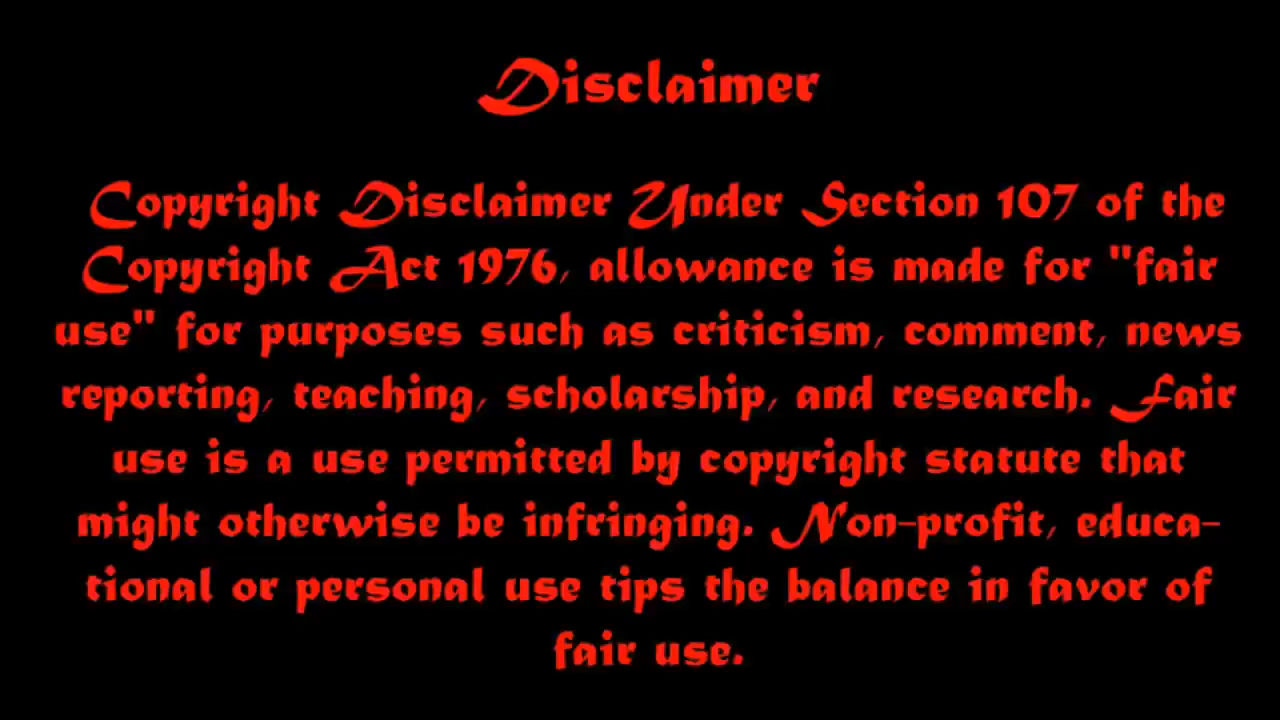 Disclaimer
Copyright Disclaimer Under Section 107 of the
Copyright Act 1976, allowance is made for "fair
use" for purposes such as criticism, comment, news
reporting, teaching, scholarship, and research. Fair
use is a use permitted by copyright statute that
might otherwise be infringing. Non-profit, educa-
tional or personal use tips the balance in favor of
fair use.